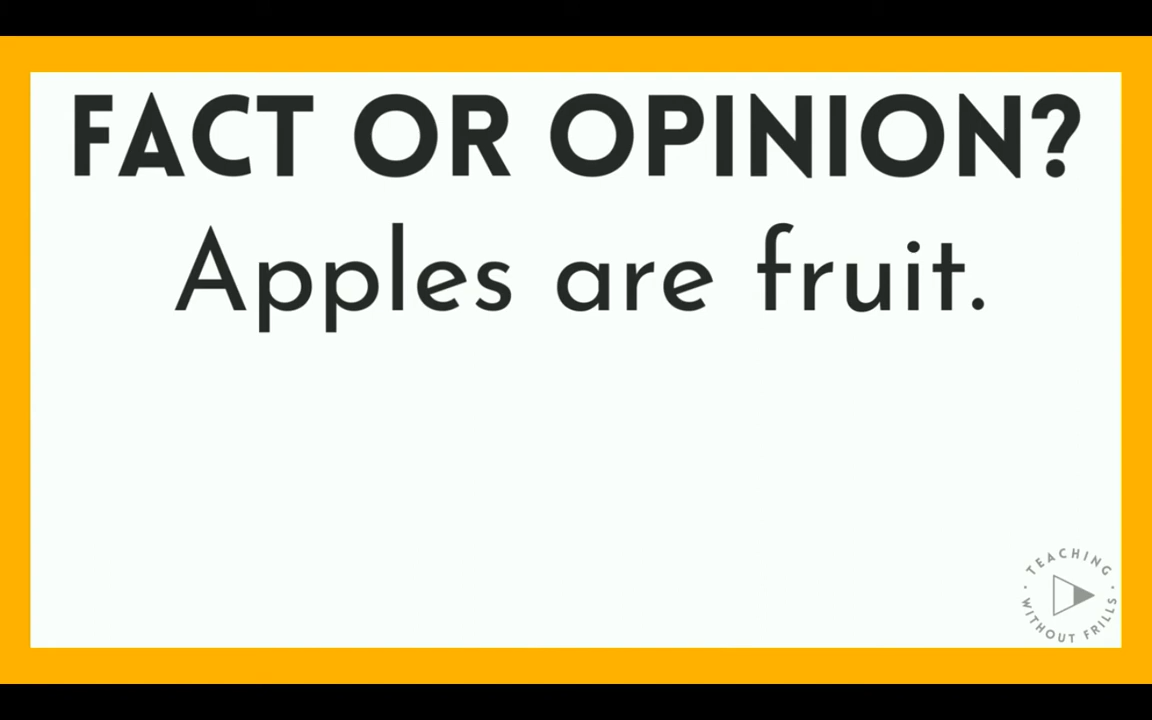 FACT OR OPINION?
Apples are fruit.
TEACHING
WITHOUT FRILLS